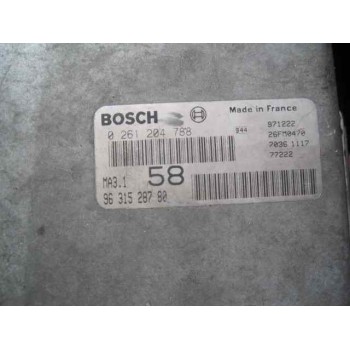 BOSCH
Made in France
0 261 204 788
971222
26FM0470
7036 1117
77222
MA3.1 58
96 315 287 80